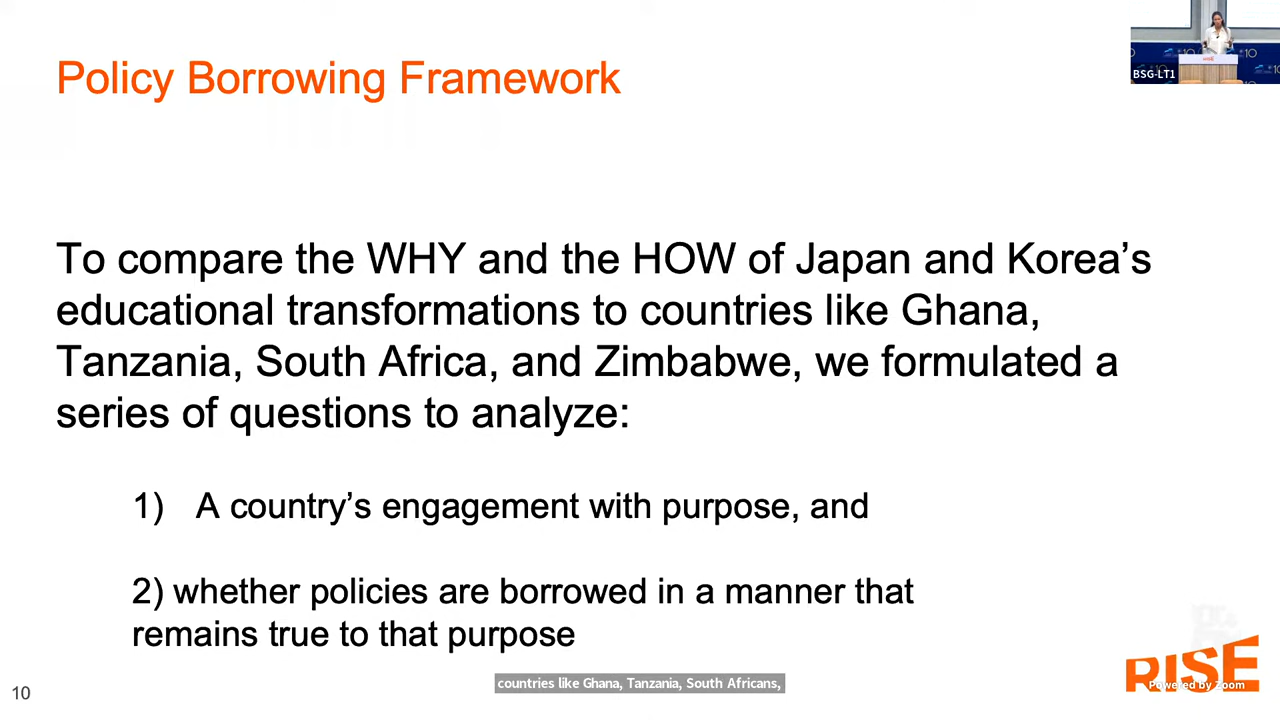 Policy Borrowing Framework
BSG-LT1
To compare the WHY and the HOW of Japan and Korea’s
educational transformations to countries like Ghana,
Tanzania, South Africa, and Zimbabwe, we formulated a
series of questions to analyze:
1) A country’s engagement with purpose, and
2) whether policies are borrowed in a manner that
remains true to that purpose
countries like Ghana, Tanzania, South Africans,
RISE
Powered by Zoom
10